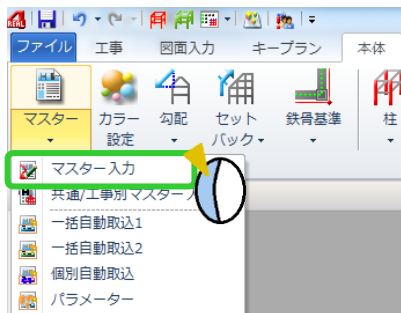 REAL
ファイル 工事 図面入力 キープラン 本体
マスター カラー設定 勾配 セットバック 鉄骨基準 柱
マスター入力
共通/工事別マスター
一括自動取込1
一括自動取込2
個別自動取込
パラメーター